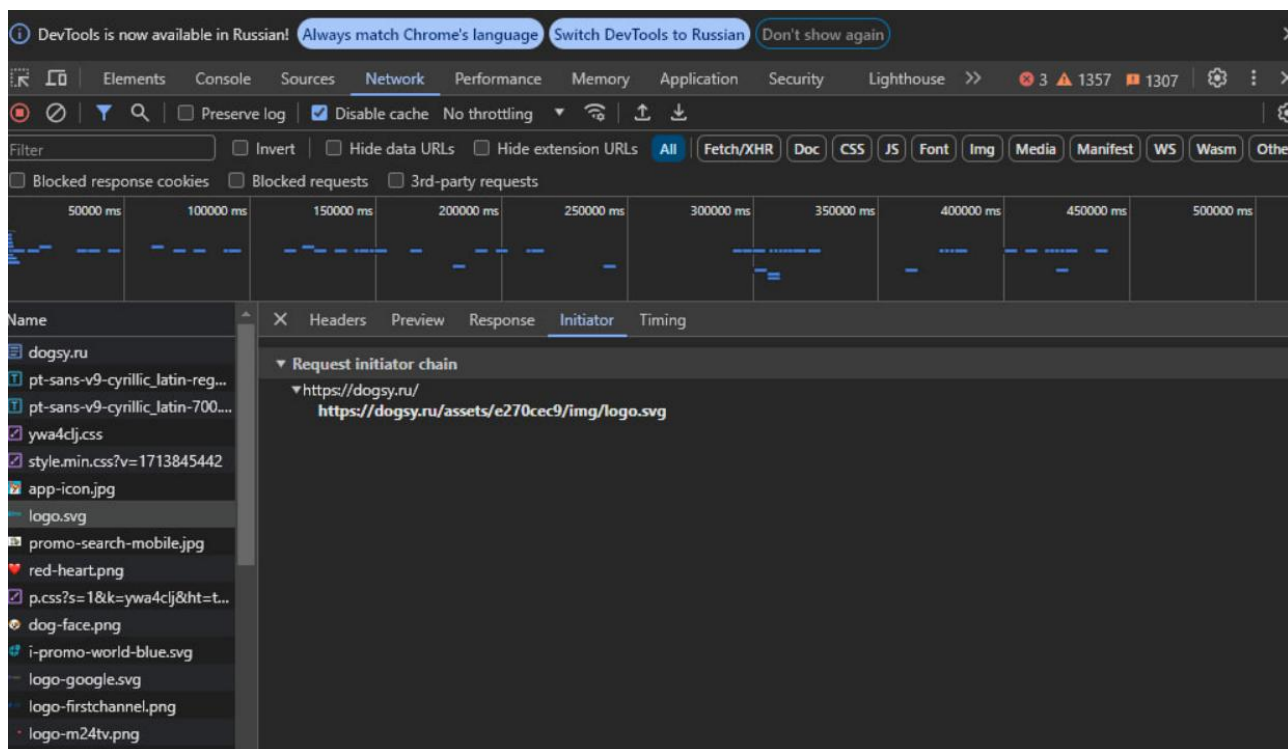 DevTools is now available in Russian! Always match Chrome's language Switch DevTools to Russian Don't show again
Elements Console Sources Network Performance Memory Application Security Lighthouse 3 1357 1307
Preserve log Disable cache No throttling
Filter Invert Hide data URLs Hide extension URLs All Fetch/XHR Doc CSS JS Font Img Media Manifest WS Wasm Othe
Blocked response cookies Blocked requests 3rd-party requests
50000 ms 100000 ms 150000 ms 200000 ms 250000 ms 300000 ms 350000 ms 400000 ms 450000 ms 500000 ms
Name Headers Preview Response Initiator Timing
dogsy.ru
Request initiator chain
pt-sans-v9-cyrillic_latin-reg...
https://dogsy.ru/
pt-sans-v9-cyrillic_latin-700....
https://dogsy.ru/assets/e270cec9/img/logo.svg
ywa4clj.css
style.min.css?v=1713845442
app-icon.jpg
logo.svg
promo-search-mobile.jpg
red-heart.png
p.css?s=1&k=ywa4clj&ht=t...
dog-face.png
i-promo-world-blue.svg
logo-google.svg
logo-firstchannel.png
logo-m24tv.png